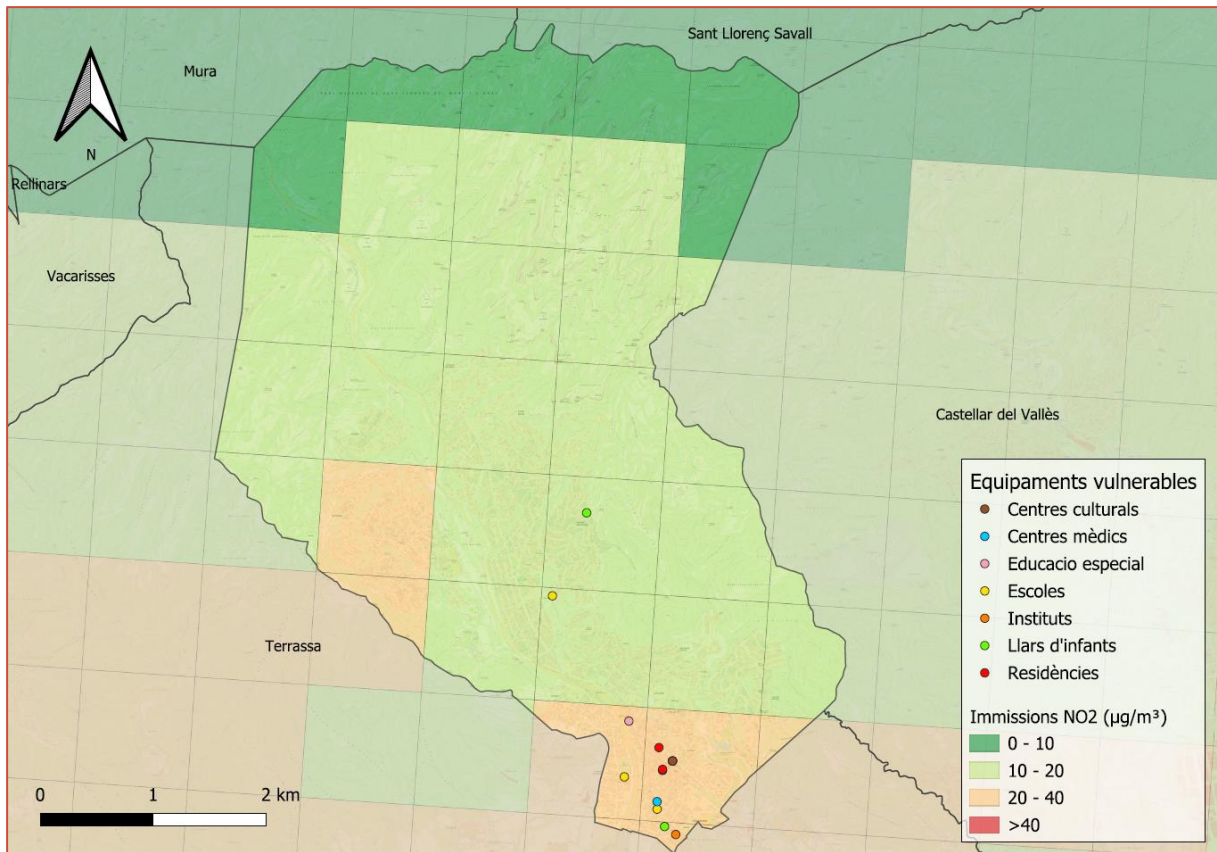 Sant Llorenç Savall
Mura
N
Rellinars
Vacarisses
Castellar del Vallès
Terrassa
Equipaments vulnerables
Centres culturals
Centres mèdics
Educacio especial
Escoles
Instituts
Llars d'infants
Residències
Immissions NO2 (µg/m³)
0 - 10
10 - 20
20 - 40
>40
0 1 2 km